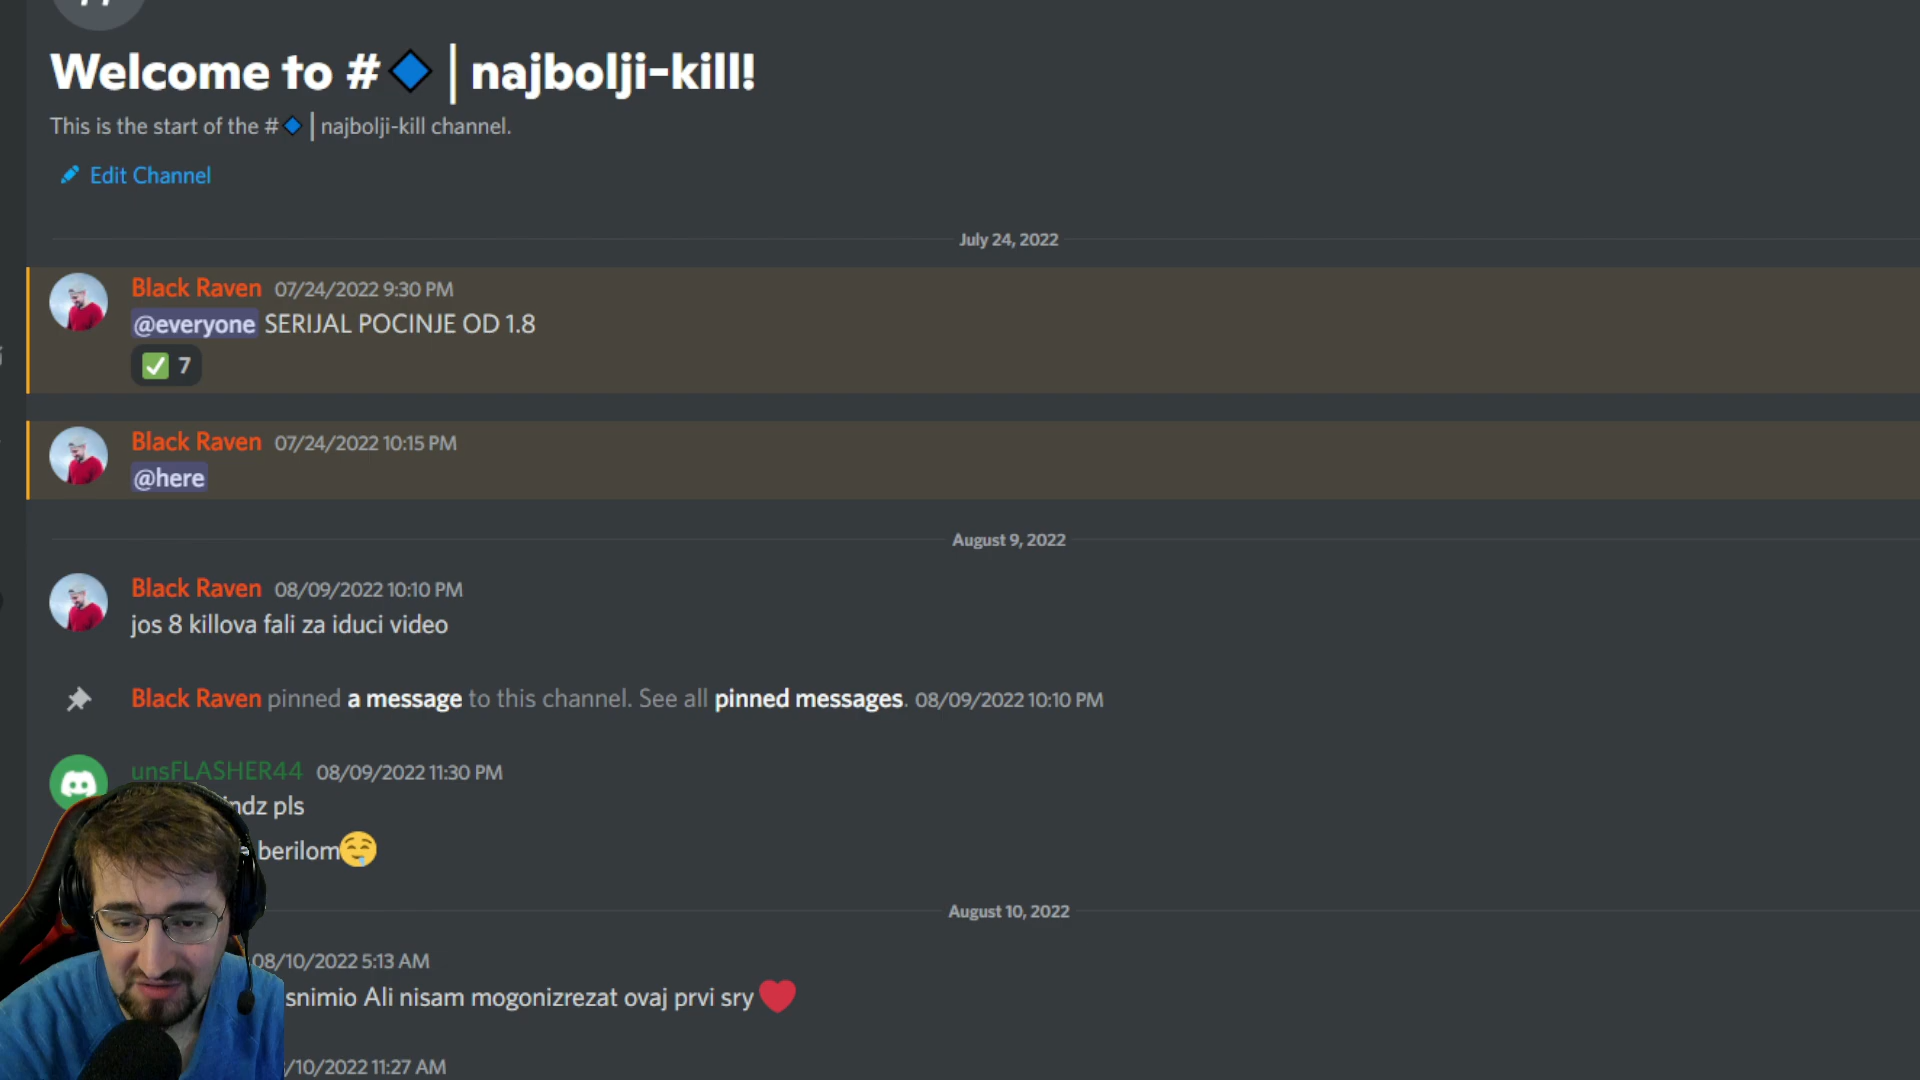 Welcome to #🔷│najbolji-kill!
This is the start of the #🔷│najbolji-kill channel.
Edit Channel
July 24, 2022
Black Raven 07/24/2022 9:30 PM
@everyone SERIJAL POCINJE OD 1.8
✅ 7
Black Raven 07/24/2022 10:15 PM
@here
August 9, 2022
Black Raven 08/09/2022 10:10 PM
jos 8 killova fali za iduci video
Black Raven pinned a message to this channel. See all pinned messages. 08/09/2022 10:10 PM
unsFLASHER44 08/09/2022 11:30 PM
pls
berilom🤤
August 10, 2022
08/10/2022 5:13 AM
snimio Ali nisam mogonizrezat ovaj prvi sry ❤️
/10/2022 11:27 AM